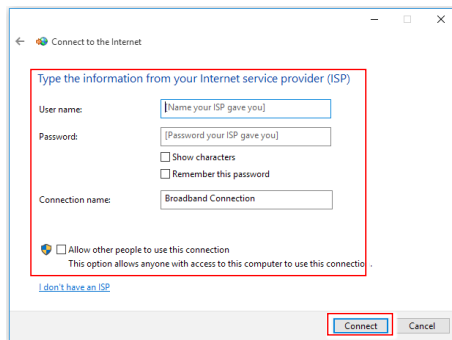 Connect to the Internet
Type the information from your Internet service provider (ISP)
User name: [Name your ISP gave you]
Password: [Password your ISP gave you]
Show characters
Remember this password
Connection name: Broadband Connection
Allow other people to use this connection
This option allows anyone with access to this computer to use this connectio .
I don't have an ISP
Connect Cancel